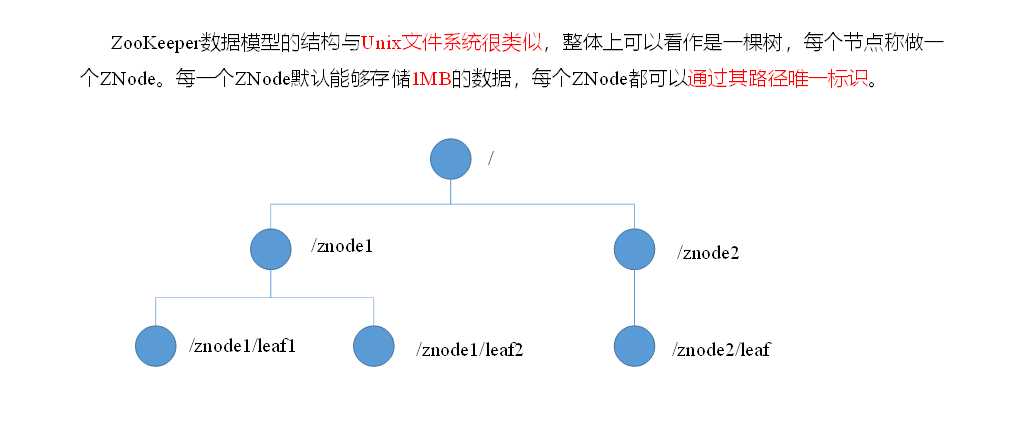 ZooKeeper数据模型的结构与Unix文件系统很类似，整体上可以看作是一棵树，每个节点称做一
个ZNode。每一个ZNode默认能够存储1MB的数据，每个ZNode都可以通过其路径唯一标识。
/
/znode1
/znode2
/znode1/leaf1
/znode1/leaf2
/znode2/leaf